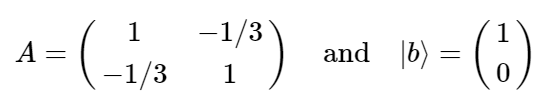 A = ( 1 -1/3 -1/3 1 ) and |b⟩ = ( 1 0 )